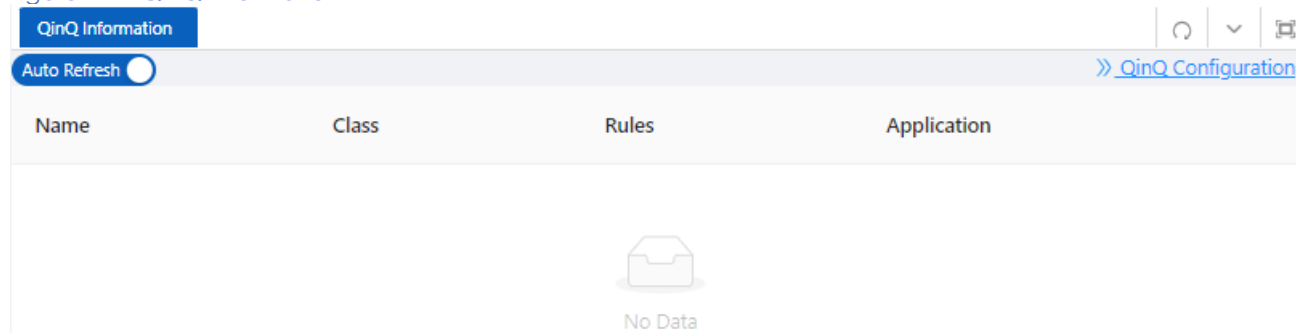 QinQ Information
Auto Refresh
» QinQ Configuration
Name Class Rules Application
No Data